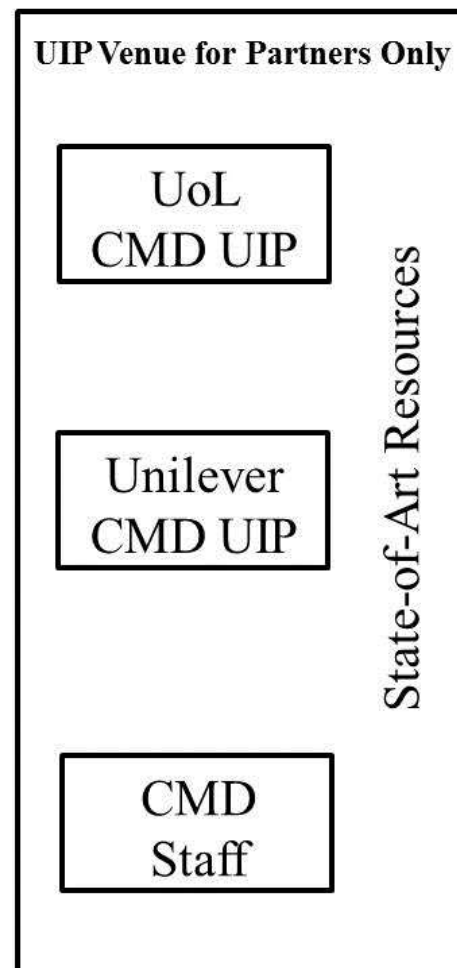 UIP Venue for Partners Only
UoL
CMD UIP
Unilever
CMD UIP
State-of-Art Resources
CMD
Staff